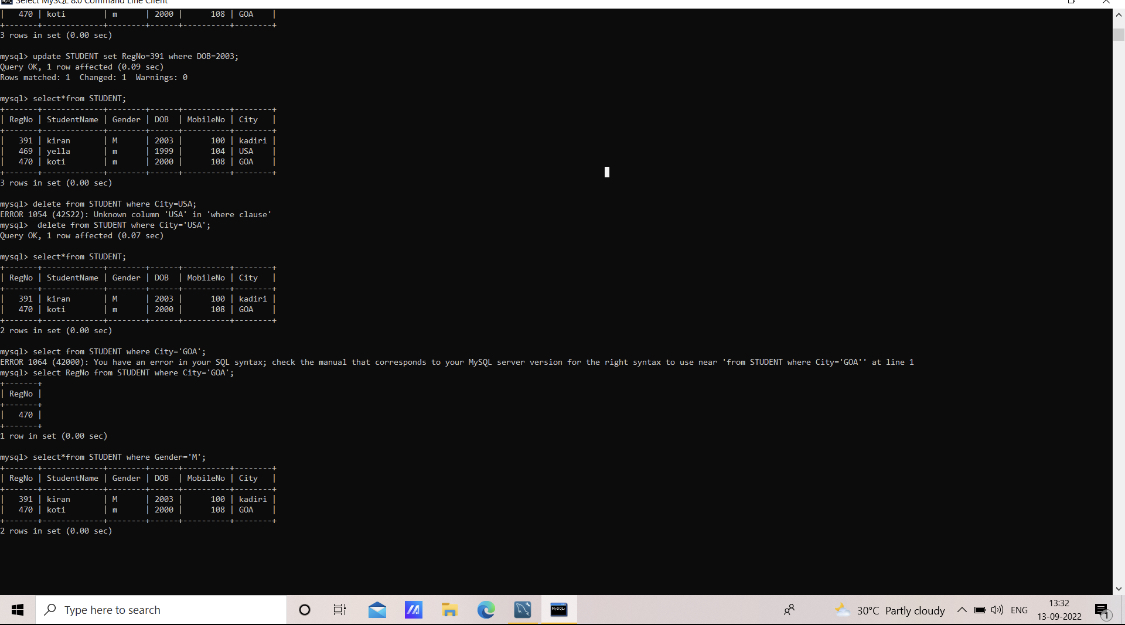 Select MySQL 8.0 Command Line Client
|   470 | koti        | m      | 2000 |      108 | GOA    |
+-------+-------------+--------+------+----------+--------+
3 rows in set (0.00 sec)
mysql> update STUDENT set RegNo=391 where DOB=2003;
Query OK, 1 row affected (0.09 sec)
Rows matched: 1  Changed: 1  Warnings: 0
mysql> select*from STUDENT;
+-------+-------------+--------+------+----------+--------+
| RegNo | StudentName | Gender | DOB  | MobileNo | City   |
+-------+-------------+--------+------+----------+--------+
|   391 | kiran       | M      | 2003 |      100 | kadiri |
|   469 | yella       | m      | 1999 |      104 | USA    |
|   470 | koti        | m      | 2000 |      108 | GOA    |
+-------+-------------+--------+------+----------+--------+
3 rows in set (0.00 sec)
mysql> delete from STUDENT where City=USA;
ERROR 1054 (42S22): Unknown column 'USA' in 'where clause'
mysql>  delete from STUDENT where City='USA';
Query OK, 1 row affected (0.07 sec)
mysql> select*from STUDENT;
+-------+-------------+--------+------+----------+--------+
| RegNo | StudentName | Gender | DOB  | MobileNo | City   |
+-------+-------------+--------+------+----------+--------+
|   391 | kiran       | M      | 2003 |      100 | kadiri |
|   470 | koti        | m      | 2000 |      108 | GOA    |
+-------+-------------+--------+------+----------+--------+
2 rows in set (0.00 sec)
mysql> select from STUDENT where City='GOA';
ERROR 1064 (42000): You have an error in your SQL syntax; check the manual that corresponds to your MySQL server version for the right syntax to use near 'from STUDENT where City='GOA'' at line 1
mysql> select RegNo from STUDENT where City='GOA';
+-------+
| RegNo |
+-------+
|   470 |
+-------+
1 row in set (0.00 sec)
mysql> select*from STUDENT where Gender='M';
+-------+-------------+--------+------+----------+--------+
| RegNo | StudentName | Gender | DOB  | MobileNo | City   |
+-------+-------------+--------+------+----------+--------+
|   391 | kiran       | M      | 2003 |      100 | kadiri |
|   470 | koti        | m      | 2000 |      108 | GOA    |
+-------+-------------+--------+------+----------+--------+
2 rows in set (0.00 sec)
Type here to search
30°C Partly cloudy
ENG
13:32
13-09-2022
1